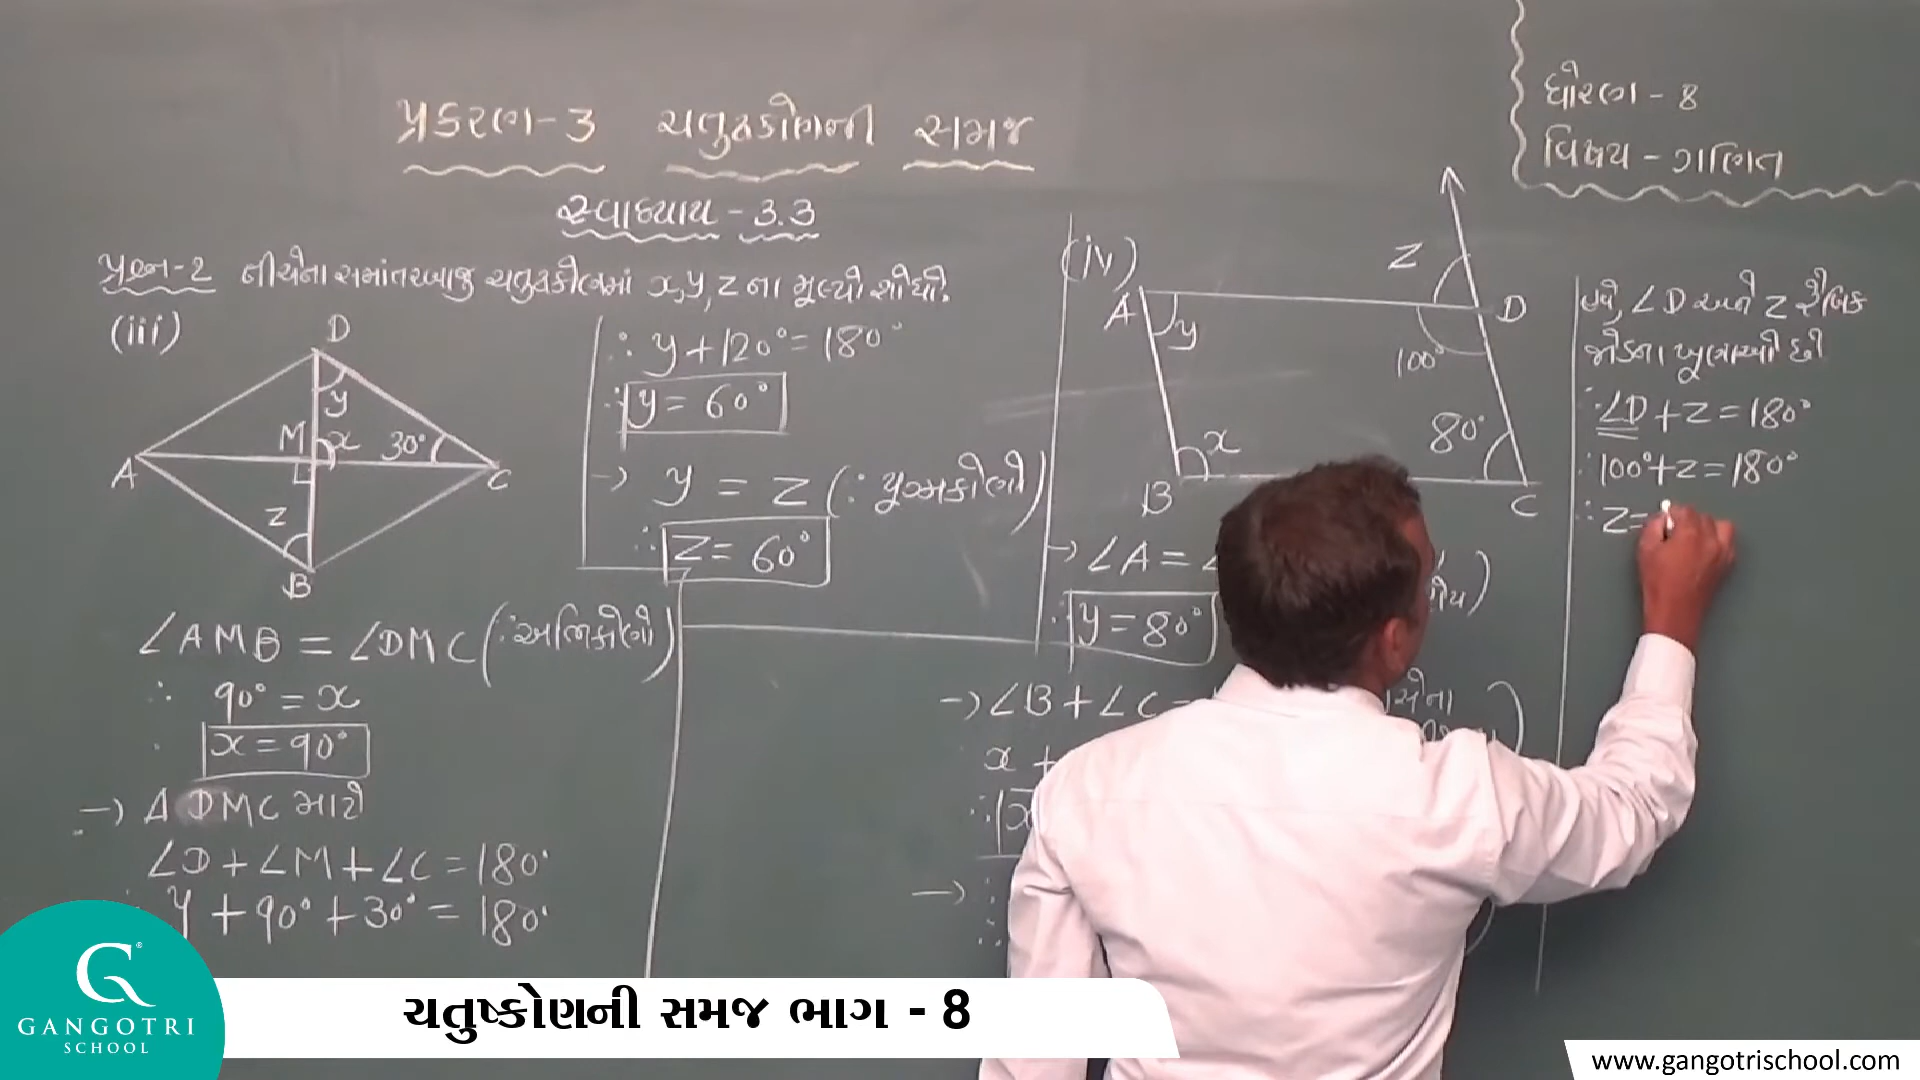 ધોરણ - 8
વિષય - ગણિત
પ્રકરણ-3 ચતુષ્કોણની સમજ
સ્વાધ્યાય - 3.3
પ્રશ્ન-2 નીચેના સમાંતરબાજુ ચતુષ્કોણમાં x, y, z ના મૂલ્યો શોધો.
(iii)
D
y
M x 30°
A C
z
B
∠AMB = ∠DMC (∵ અભિકોણો)
∴ 90° = x
∴ x = 90°
→ ∆ DMC માટે
∠D + ∠M + ∠C = 180°
y + 90° + 30° = 180°
∴ y + 120° = 180°
∴ y = 60°
→ y = z (∵ યુગ્મકોણો)
∴ z = 60°
(iv)
z
A D
y
100°
x 80°
B C
→ ∠A = ∠
∴ y = 80°
→ ∠B + ∠C =
x +
∴ x
→
હવે, ∠D અને z રૈખિક
જોડના ખૂણાઓ છે
∴ ∠D + z = 180°
∴ 100° + z = 180°
∴ z =
GANGOTRI
SCHOOL
ચતુષ્કોણની સમજ ભાગ - 8
www.gangotrischool.com